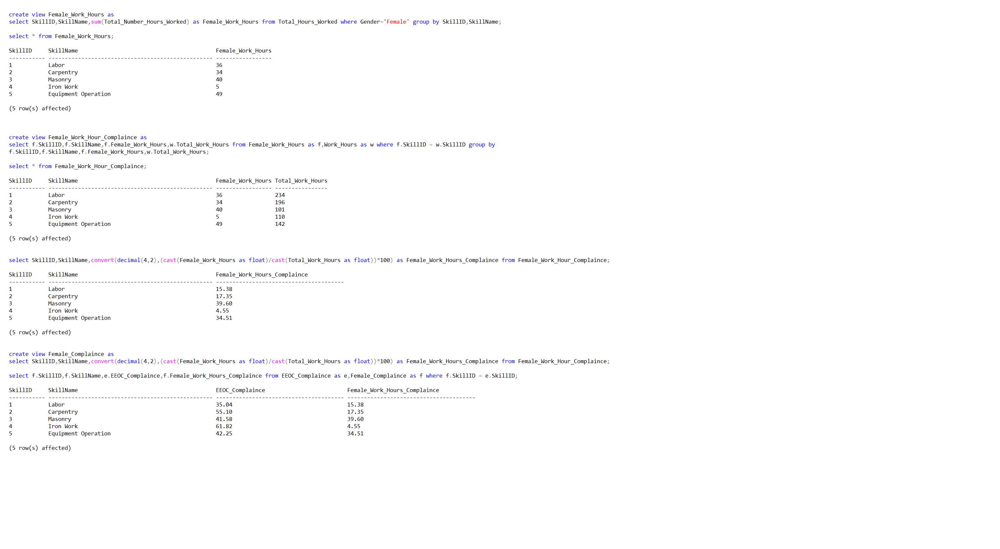 create view Female_Work_Hours as
select SkillID,SkillName,sum(Total_Number_Hours_Worked) as Female_Work_Hours from Total_Hours_Worked where Gender='Female' group by SkillID,SkillName;
select * from Female_Work_Hours;
SkillID SkillName Female_Work_Hours
----------- -------------------------------------------------- -----------------
1 Labor 36
2 Carpentry 34
3 Masonry 40
4 Iron Work 5
5 Equipment Operation 49
(5 row(s) affected)
create view Female_Work_Hour_Complaince as
select f.SkillID,f.SkillName,f.Female_Work_Hours,w.Total_Work_Hours from Female_Work_Hours as f,Work_Hours as w where f.SkillID = w.SkillID group by
f.SkillID,f.SkillName,f.Female_Work_Hours,w.Total_Work_Hours;
select * from Female_Work_Hour_Complaince;
SkillID SkillName Female_Work_Hours Total_Work_Hours
----------- -------------------------------------------------- ----------------- ----------------
1 Labor 36 234
2 Carpentry 34 196
3 Masonry 40 101
4 Iron Work 5 110
5 Equipment Operation 49 142
(5 row(s) affected)
select SkillID,SkillName,convert(decimal(4,2),(cast(Female_Work_Hours as float)/cast(Total_Work_Hours as float))*100) as Female_Work_Hours_Complaince from Female_Work_Hour_Complaince;
SkillID SkillName Female_Work_Hours_Complaince
----------- -------------------------------------------------- ---------------------------------------
1 Labor 15.38
2 Carpentry 17.35
3 Masonry 39.60
4 Iron Work 4.55
5 Equipment Operation 34.51
(5 row(s) affected)
create view Female_Complaince as
select SkillID,SkillName,convert(decimal(4,2),(cast(Female_Work_Hours as float)/cast(Total_Work_Hours as float))*100) as Female_Work_Hours_Complaince from Female_Work_Hour_Complaince;
select f.SkillID,f.SkillName,e.EEOC_Complaince,f.Female_Work_Hours_Complaince from EEOC_Complaince as e,Female_Complaince as f where f.SkillID = e.SkillID;
SkillID SkillName EEOC_Complaince Female_Work_Hours_Complaince
----------- -------------------------------------------------- --------------------------------------- ---------------------------------------
1 Labor 35.04 15.38
2 Carpentry 55.10 17.35
3 Masonry 41.58 39.60
4 Iron Work 61.82 4.55
5 Equipment Operation 42.25 34.51
(5 row(s) affected)